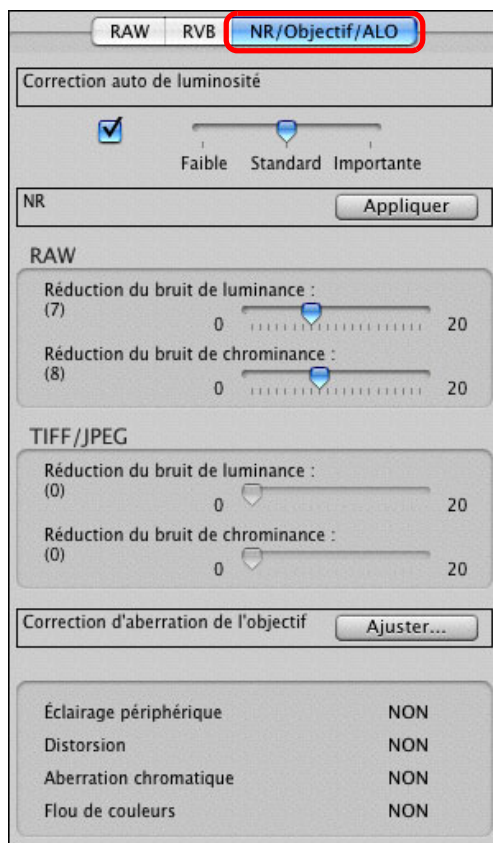 RAW RVB NR/Objectif/ALO
Correction auto de luminosité
Faible Standard Importante
NR Appliquer
RAW
Réduction du bruit de luminance :
(7)
0 20
Réduction du bruit de chrominance :
(8)
0 20
TIFF/JPEG
Réduction du bruit de luminance :
(0)
0 20
Réduction du bruit de chrominance :
(0)
0 20
Correction d'aberration de l'objectif Ajuster...
Éclairage périphérique NON
Distorsion NON
Aberration chromatique NON
Flou de couleurs NON